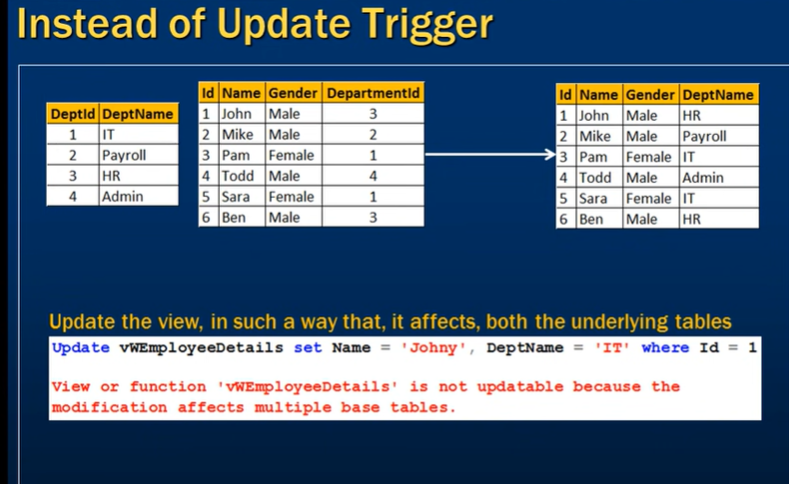 Instead of Update Trigger
DeptId DeptName
1 IT
2 Payroll
3 HR
4 Admin
Id Name Gender DepartmentId
1 John Male 3
2 Mike Male 2
3 Pam Female 1
4 Todd Male 4
5 Sara Female 1
6 Ben Male 3
Id Name Gender DeptName
1 John Male HR
2 Mike Male Payroll
3 Pam Female IT
4 Todd Male Admin
5 Sara Female IT
6 Ben Male HR
Update the view, in such a way that, it affects, both the underlying tables
Update vWEmployeeDetails set Name = 'Johny', DeptName = 'IT' where Id = 1
View or function 'vWEmployeeDetails' is not updatable because the
modification affects multiple base tables.